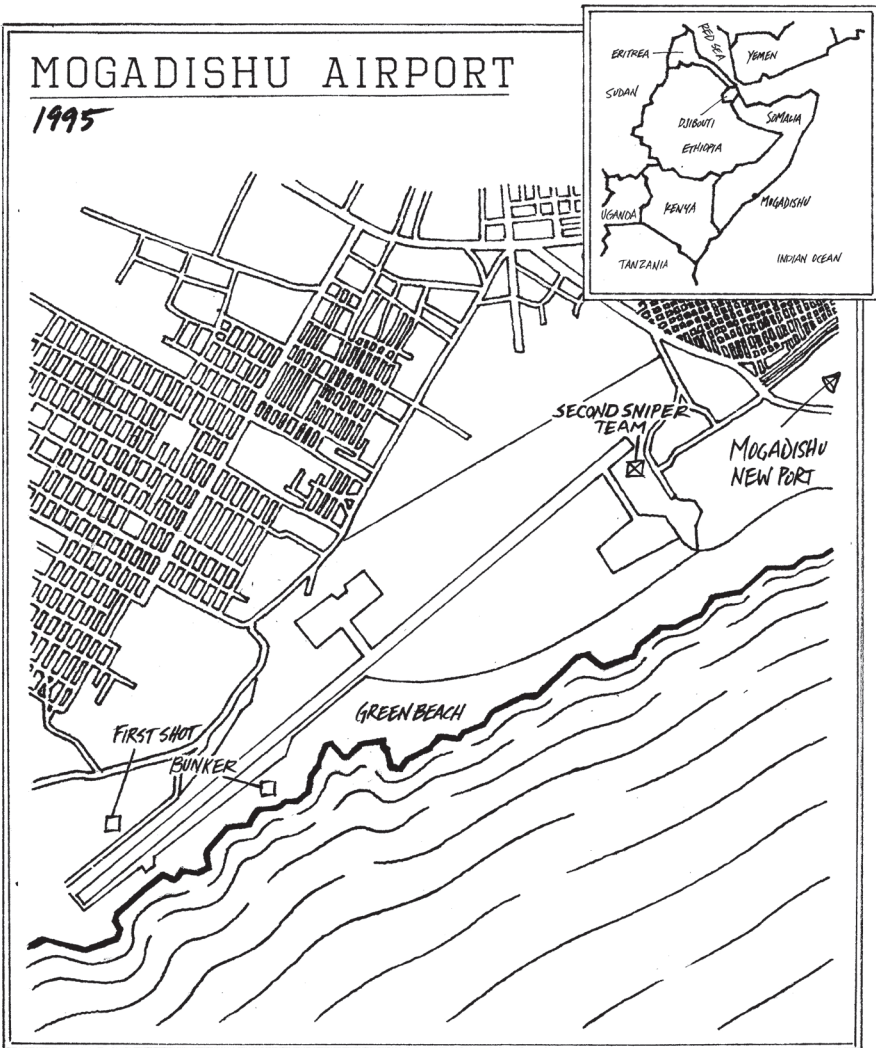 MOGADISHU AIRPORT
1995
ERITREA
RED SEA
YEMEN
SUDAN
DJIBOUTI
SOMALIA
ETHIOPIA
UGANDA
KENYA
MOGADISHU
TANZANIA
INDIAN OCEAN
SECOND SNIPER
TEAM
MOGADISHU
NEW PORT
GREEN BEACH
FIRST SHOT
BUNKER